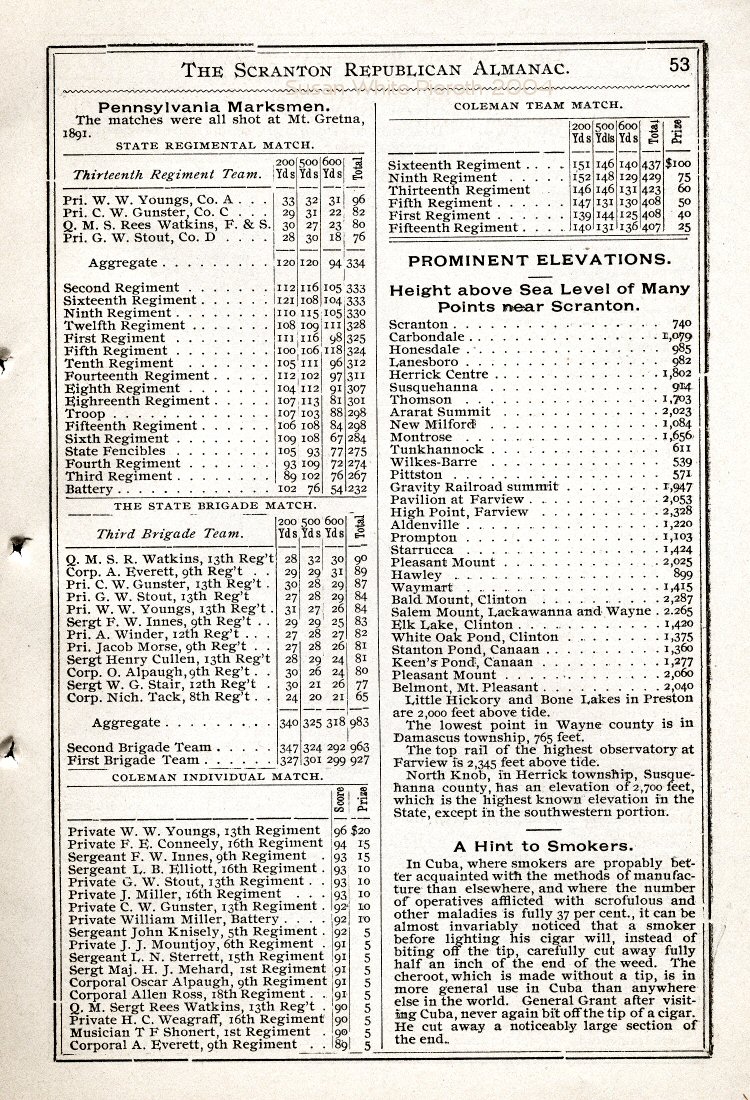 THE SCRANTON REPUBLICAN ALMANAC. 53
Susan White Pieroth 2004
Pennsylvania Marksmen.
The matches were all shot at Mt. Gretna,
1891.
STATE REGIMENTAL MATCH.
Thirteenth Regiment Team. 200 Yds 500 Yds 600 Yds Total
Pri. W. W. Youngs, Co. A . . . 33 32 31 96
Pri. C. W. Gunster, Co. C . . . 29 31 22 82
Q. M. S. Rees Watkins, F. & S. 30 27 23 80
Pri. G. W. Stout, Co. D . . . . 28 30 18 76
Aggregate . . . . . . . . . 120 120 94 334
Second Regiment . . . . . . 112 116 105 333
Sixteenth Regiment . . . . . . 121 108 104 333
Ninth Regiment . . . . . . . 110 115 105 330
Twelfth Regiment . . . . . . 108 109 111 328
First Regiment . . . . . . . 111 116 98 325
Fifth Regiment . . . . . . . 100 106 118 324
Tenth Regiment . . . . . . . 105 111 96 312
Fourteenth Regiment . . . . . 112 102 97 311
Eighth Regiment . . . . . . . 104 112 91 307
Eighreenth Regiment . . . . . 107 113 81 301
Troop . . . . . . . . . . . 107 103 88 298
Fifteenth Regiment . . . . . . 106 108 84 298
Sixth Regiment . . . . . . . 109 108 67 284
State Fencibles . . . . . . . 105 93 77 275
Fourth Regiment . . . . . . . 93 109 72 274
Third Regiment . . . . . . . 89 102 76 267
Battery . . . . . . . . . . . 102 76 54 232
THE STATE BRIGADE MATCH.
Third Brigade Team. 200 Yds 500 Yds 600 Yds Total
Q. M. S. R. Watkins, 13th Reg't 28 32 30 90
Corp. A. Everett, 9th Reg't . . 29 29 31 89
Pri. C. W. Gunster, 13th Reg't . 30 28 29 87
Pri. G. W. Stout, 13th Reg't 27 28 29 84
Pri. W. W. Youngs, 13th Reg't . 31 27 26 84
Sergt F. W. Innes, 9th Reg't . . 29 29 25 83
Pri. A. Winder, 12th Reg't . . . 27 28 27 82
Pri. Jacob Morse, 9th Reg't . . 27 28 26 81
Sergt Henry Cullen, 13th Reg't 28 29 24 81
Corp. O. Alpaugh, 9th Reg't . . 30 26 24 80
Sergt W. G. Stair, 12th Reg't . 30 21 26 77
Corp. Nich. Tack, 8th Reg't . . 24 20 21 65
Aggregate . . . . . . . . . 340 325 318 983
Second Brigade Team . . . . . 347 324 292 963
First Brigade Team . . . . . . 327 301 299 927
COLEMAN INDIVIDUAL MATCH.
Score Prize
Private W. W. Youngs, 13th Regiment 96 $20
Private F. E. Conneely, 16th Regiment 94 15
Sergeant F. W. Innes, 9th Regiment . 93 15
Sergeant L. B. Elliott, 16th Regiment . 93 10
Private G. W. Stout, 13th Regiment . . 93 10
Private J. Miller, 16th Regiment . . . 93 10
Private C. W. Gunster, 13th Regiment . 92 10
Private William Miller, Battery . . . . 92 10
Sergeant John Knisely, 5th Regiment . 92 5
Private J. J. Mountjoy, 6th Regiment . 91 5
Sergeant L. N. Sterrett, 15th Regiment 91 5
Sergt Maj. H. J. Mehard, 1st Regiment 91 5
Corporal Oscar Alpaugh, 9th Regiment 91 5
Corporal Allen Ross, 18th Regiment . . 91 5
Q. M. Sergt Rees Watkins, 13th Reg't . 90 5
Private H. C. Weagraff, 16th Regiment 90 5
Musician T F Shonert, 1st Regiment . 90 5
Corporal A. Everett, 9th Regiment . . 89 5
COLEMAN TEAM MATCH.
200 Yds 500 Yds 600 Yds Total Prize
Sixteenth Regiment . . . . 151 146 140 437 $100
Ninth Regiment . . . . . 152 148 129 429 75
Thirteenth Regiment 146 146 131 423 60
Fifth Regiment . . . . . . 147 131 130 408 50
First Regiment . . . . . . 139 144 125 408 40
Fifteenth Regiment . . . . 140 131 136 407 25
PROMINENT ELEVATIONS.
Height above Sea Level of Many
Points near Scranton.
Scranton . . . . . . . . . . 740
Carbondale . . . . . . . . . . 1,079
Honesdale . . . . . . . . . . 985
Lanesboro . . . . . . . . . . 982
Herrick Centre . . . . . . . . . 1,802
Susquehanna . . . . . . . . . 914
Thomson . . . . . . . . . . 1,703
Ararat Summit . . . . . . . . . 2,023
New Milford . . . . . . . . . 1,084
Montrose . . . . . . . . . . 1,656
Tunkhannock . . . . . . . . . 611
Wilkes-Barre . . . . . . . . . 539
Pittston . . . . . . . . . . 571
Gravity Railroad summit . . . . . . 1,947
Pavilion at Farview . . . . . . . . 2,053
High Point, Farview . . . . . . . 2,328
Aldenville . . . . . . . . . . 1,220
Prompton . . . . . . . . . . 1,103
Starrucca . . . . . . . . . . 1,424
Pleasant Mount . . . . . . . . . 2,025
Hawley . . . . . . . . . . 899
Waymart . . . . . . . . . . 1,415
Bald Mount, Clinton . . . . . . . 2,287
Salem Mount, Lackawanna and Wayne . 2.265
Elk Lake, Clinton . . . . . . . . 1,420
White Oak Pond, Clinton . . . . . . 1,375
Stanton Pond, Canaan . . . . . . . 1,360
Keen's Pond, Canaan . . . . . . . 1,277
Pleasant Mount . . . . . . . . . 2,060
Belmont, Mt. Pleasant . . . . . . . 2,040
Little Hickory and Bone Lakes in Preston
are 2,000 feet above tide.
The lowest point in Wayne county is in
Damascus township, 765 feet.
The top rail of the highest observatory at
Farview is 2,345 feet above tide.
North Knob, in Herrick township, Susque-
hanna county, has an elevation of 2,700 feet,
which is the highest known elevation in the
State, except in the southwestern portion.
A Hint to Smokers.
In Cuba, where smokers are propably bet-
ter acquainted with the methods of manufac-
ture than elsewhere, and where the number
of operatives afflicted with scrofulous and
other maladies is fully 37 per cent., it can be
almost invariably noticed that a smoker
before lighting his cigar will, instead of
biting off the tip, carefully cut away fully
half an inch of the end of the weed. The
cheroot, which is made without a tip, is in
more general use in Cuba than anywhere
else in the world. General Grant after visit-
ing Cuba, never again bit off the tip of a cigar.
He cut away a noticeably large section of
the end.